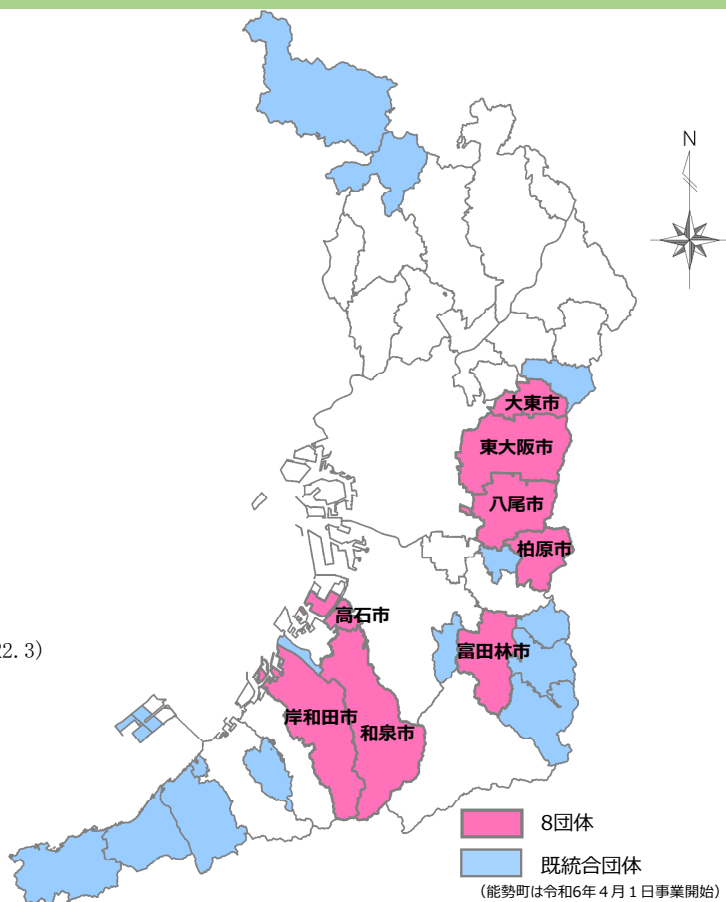 N
大東市
東大阪市
八尾市
柏原市
高石市
2.3)
富田林市
岸和田市
和泉市
8団体
既統合団体
(能勢町は令和6年4月1日事業開始)